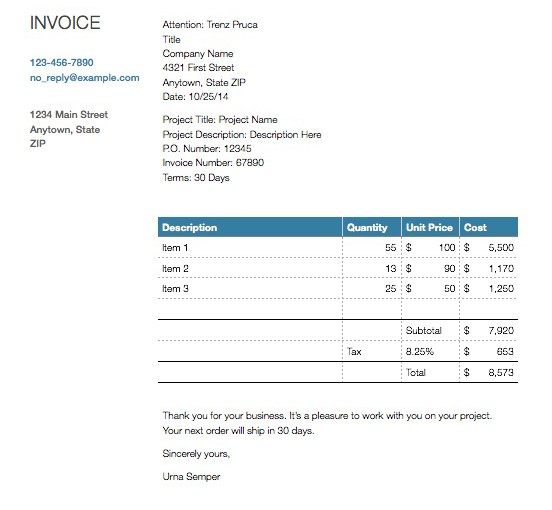 INVOICE
123-456-7890
no_reply@example.com
1234 Main Street
Anytown, State
ZIP
Attention: Trenz Pruca
Title
Company Name
4321 First Street
Anytown, State ZIP
Date: 10/25/14
Project Title: Project Name
Project Description: Description Here
P.O. Number: 12345
Invoice Number: 67890
Terms: 30 Days
Description Quantity Unit Price Cost
Item 1 55 $ 100 $ 5,500
Item 2 13 $ 90 $ 1,170
Item 3 25 $ 50 $ 1,250
Subtotal $ 7,920
Tax 8.25% $ 653
Total $ 8,573
Thank you for your business. It's a pleasure to work with you on your project.
Your next order will ship in 30 days.
Sincerely yours,
Urna Semper